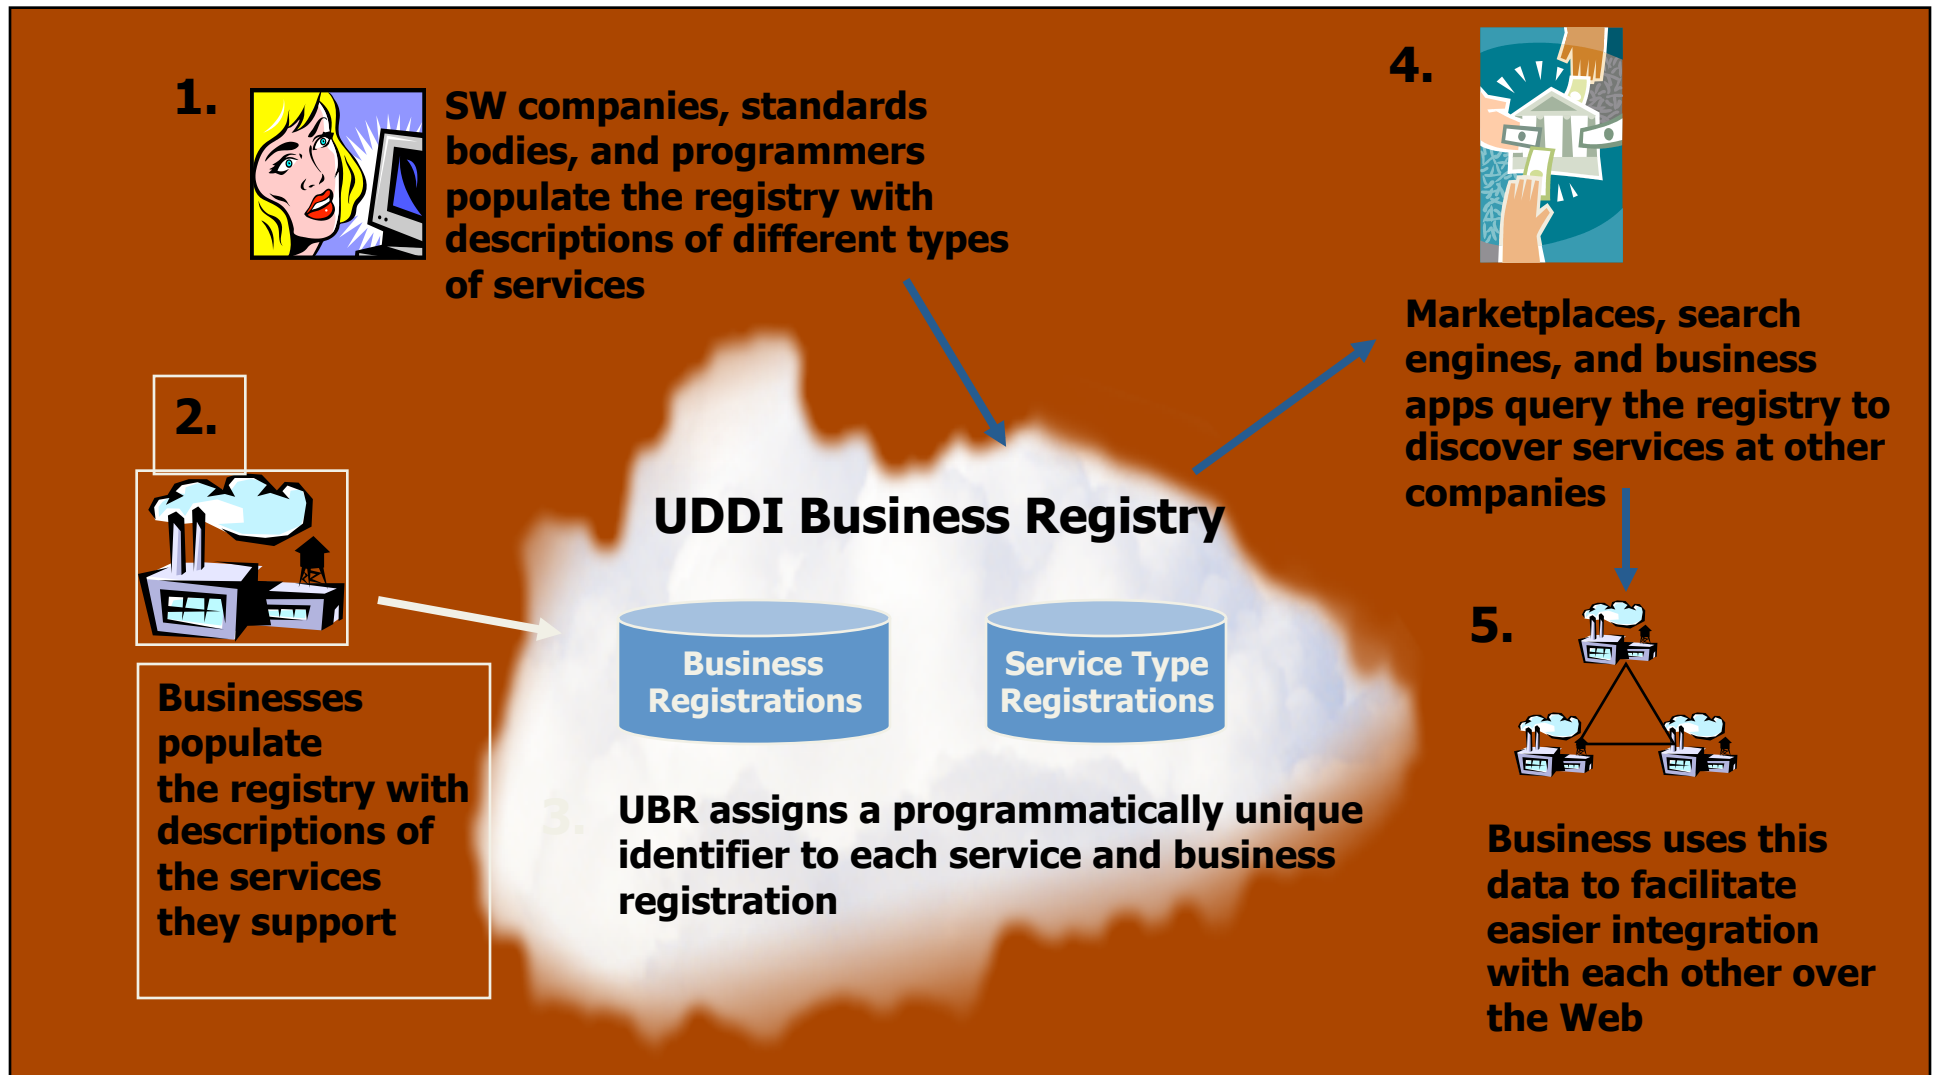 1.
SW companies, standards
bodies, and programmers
populate the registry with
descriptions of different types
of services
2.
Businesses
populate
the registry with
descriptions of
the services
they support
UDDI Business Registry
Business
Registrations
Service Type
Registrations
3.
UBR assigns a programmatically unique
identifier to each service and business
registration
4.
Marketplaces, search
engines, and business
apps query the registry to
discover services at other
companies
5.
Business uses this
data to facilitate
easier integration
with each other over
the Web